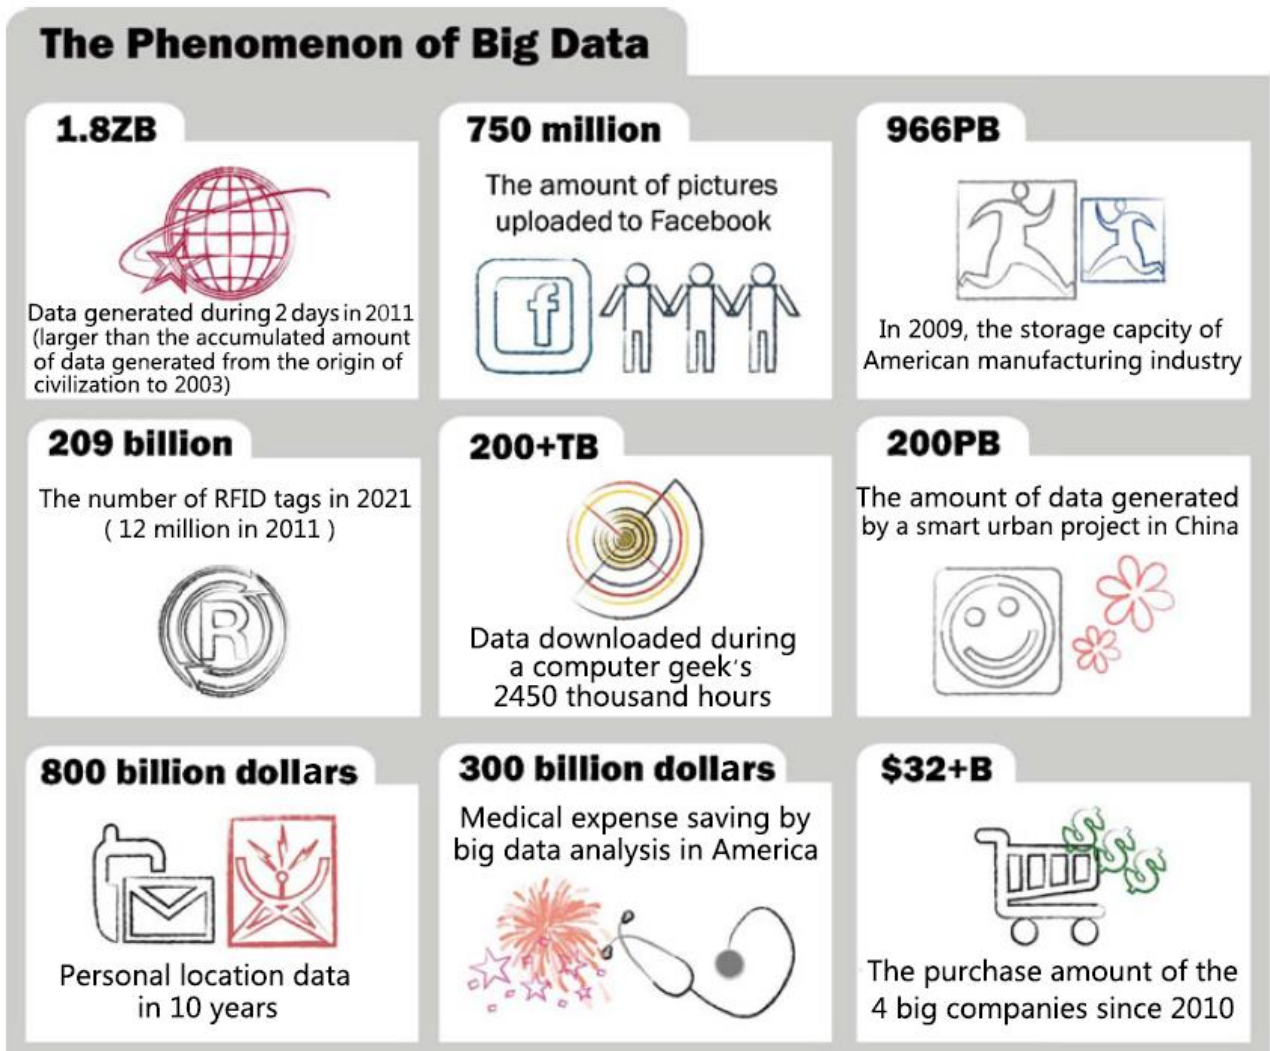 The Phenomenon of Big Data
1.8ZB
Data generated during 2 days in 2011
(larger than the accumulated amount
of data generated from the origin of
civilization to 2003)
750 million
The amount of pictures
uploaded to Facebook
f
966PB
In 2009, the storage capcity of
American manufacturing industry
209 billion
The number of RFID tags in 2021
( 12 million in 2011 )
R
200+TB
Data downloaded during
a computer geek's
2450 thousand hours
200PB
The amount of data generated
by a smart urban project in China
800 billion dollars
Personal location data
in 10 years
300 billion dollars
Medical expense saving by
big data analysis in America
$32+B
$$$
The purchase amount of the
4 big companies since 2010